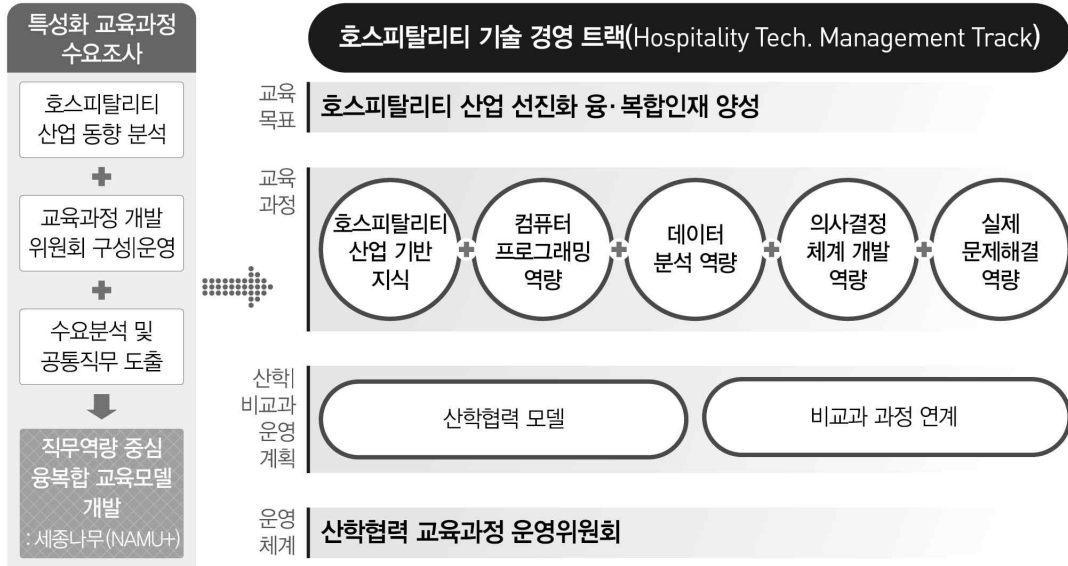 특성화 교육과정
수요조사
호스피탈리티
산업 동향 분석
+
교육과정 개발
위원회 구성|운영
+
수요분석 및
공통직무 도출
직무역량 중심
융복합 교육모델
개발
: 세종나무(NAMU+)
호스피탈리티 기술 경영 트랙(Hospitality Tech. Management Track)
교육
목표
호스피탈리티 산업 선진화 융·복합인재 양성
교육
과정
호스피탈리티
산업 기반
지식
+
컴퓨터
프로그래밍
역량
+
데이터
분석 역량
+
의사결정
체계 개발
역량
+
실제
문제해결
역량
산학|
비교과
운영
계획
산학협력 모델
비교과 과정 연계
운영
체계
산학협력 교육과정 운영위원회